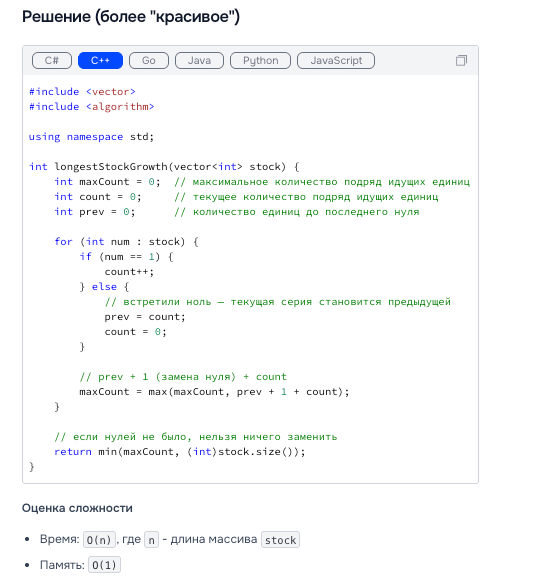 Решение (более "красивое")
C# C++ Go Java Python JavaScript
#include <vector>
#include <algorithm>
using namespace std;
int longestStockGrowth(vector<int> stock) {
    int maxCount = 0;  // максимальное количество подряд идущих единиц
    int count = 0;     // текущее количество подряд идущих единиц
    int prev = 0;      // количество единиц до последнего нуля
    for (int num : stock) {
        if (num == 1) {
            count++;
        } else {
            // встретили ноль — текущая серия становится предыдущей
            prev = count;
            count = 0;
        }
        // prev + 1 (замена нуля) + count
        maxCount = max(maxCount, prev + 1 + count);
    }
    // если нулей не было, нельзя ничего заменить
    return min(maxCount, (int)stock.size());
}
Оценка сложности
• Время: O(n), где n - длина массива stock
• Память: O(1)